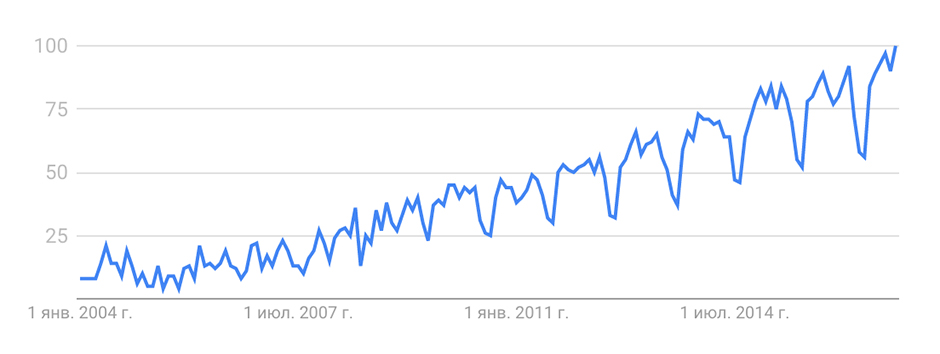 100
75
50
25
1 янв. 2004 г.
1 июл. 2007 г.
1 янв. 2011 г.
1 июл. 2014 г.